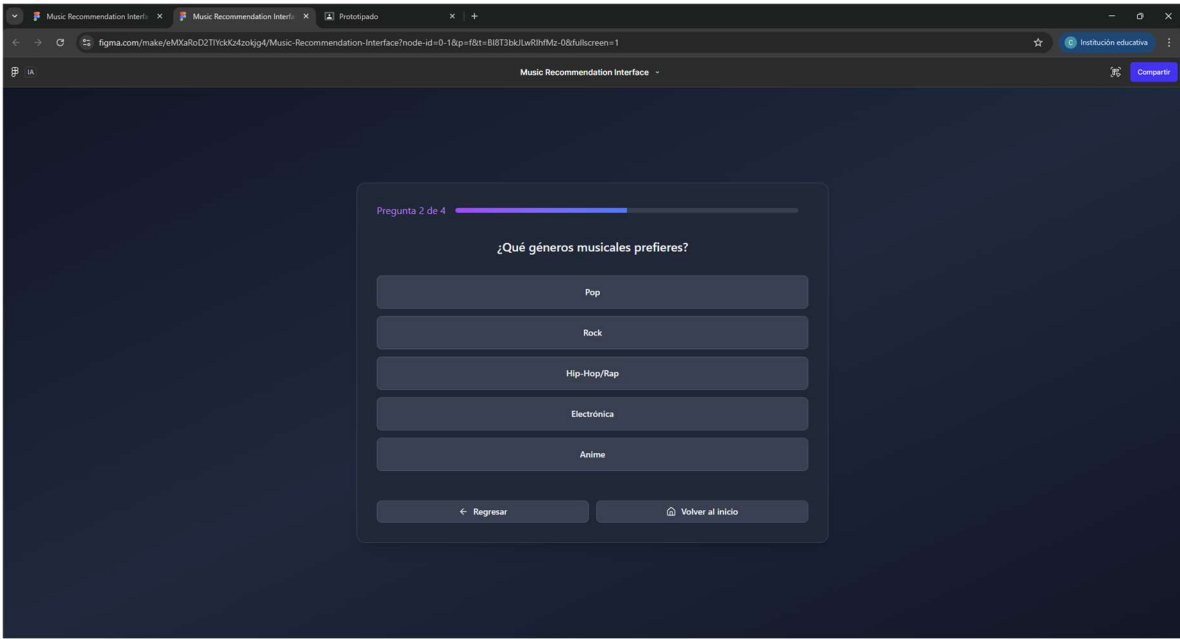 Music Recommendation Interfa
Music Recommendation Interfa
Prototipado
figma.com/make/eMXaRoD2TlYckKz4zokjg4/Music-Recommendation-Interface?node-id=0-1&p=f&t=BI8T3bkJLwRlhfMz-0&fullscreen=1
C Institución educativa
IA
Music Recommendation Interface
Compartir
Pregunta 2 de 4
¿Qué géneros musicales prefieres?
Pop
Rock
Hip-Hop/Rap
Electrónica
Anime
Regresar
Volver al inicio